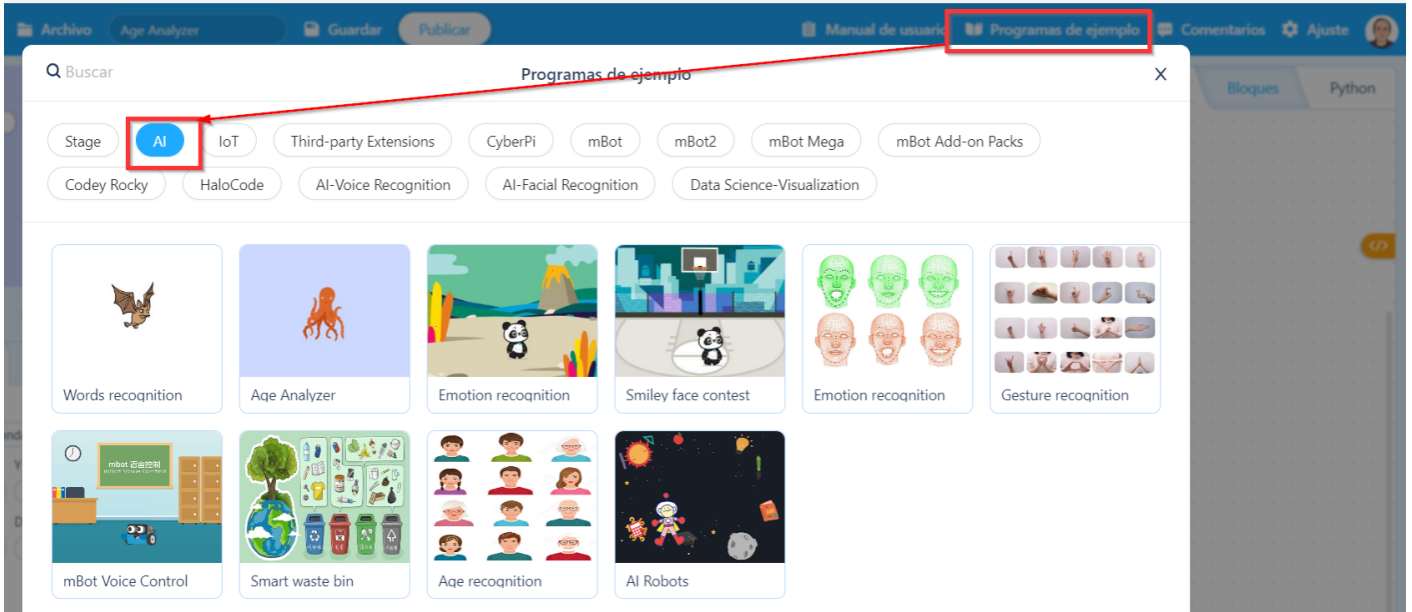 Archivo Age Analyzer Guardar Publicar Manual de usuario Programas de ejemplo Comentarios Ajuste
Buscar Programas de ejemplo X
Bloques Python
Stage AI IoT Third-party Extensions CyberPi mBot mBot2 mBot Mega mBot Add-on Packs
Codey Rocky HaloCode AI-Voice Recognition AI-Facial Recognition Data Science-Visualization
</>
Words recognition Age Analyzer Emotion recognition Smiley face contest Emotion recognition Gesture recognition
mbot 语音控制
mBot Voice Control
mBot Voice Control Smart waste bin Age recognition AI Robots